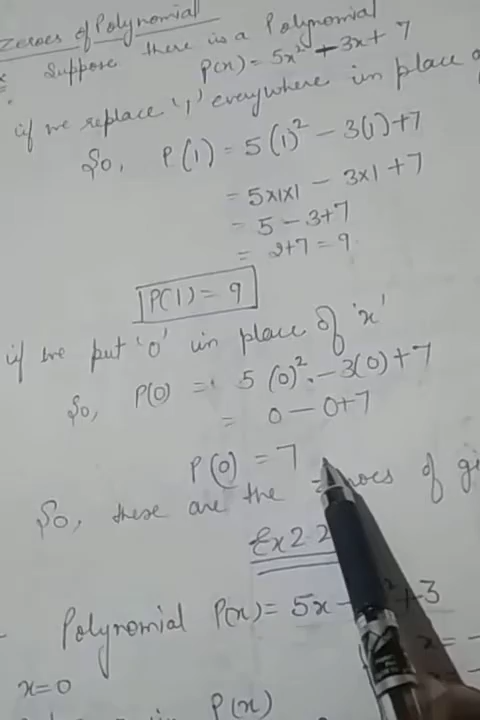 Zeroes of Polynomial
Suppose there is a Polynomial
P(x) = 5x² - 3x + 7
if we replace '1' everywhere in place
So, P(1) = 5(1)² - 3(1)+7
= 5x1x1 - 3x1+7
= 5 - 3+7
= 2+7 = 9
P(1) = 9
if we put '0' in place of 'x'
So, P(0) = 5(0)² - 3(0)+7
= 0 - 0+7
P(0) = 7
So, these are the zeroes of
Ex 2.2
Polynomial P(x) = 5x - ² + 3
x =
x=0
P(x)